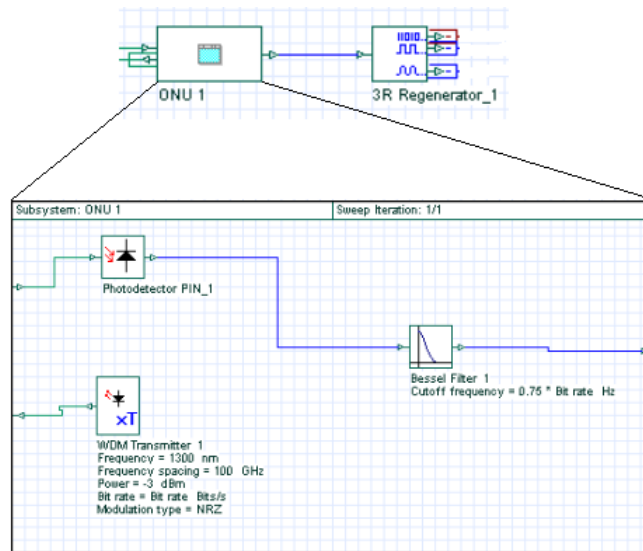 11010
ONU 1
3R Regenerator_1
Subsystem: ONU 1
Sweep Iteration: 1/1
Photodetector PIN_1
Bessel Filter 1
Cutoff frequency = 0.75 * Bit rate Hz
xT
WDM Transmitter 1
Frequency = 1300 nm
Frequency spacing = 100 GHz
Power = -3 dBm
Bit rate = Bit rate Bits/s
Modulation type = NRZ